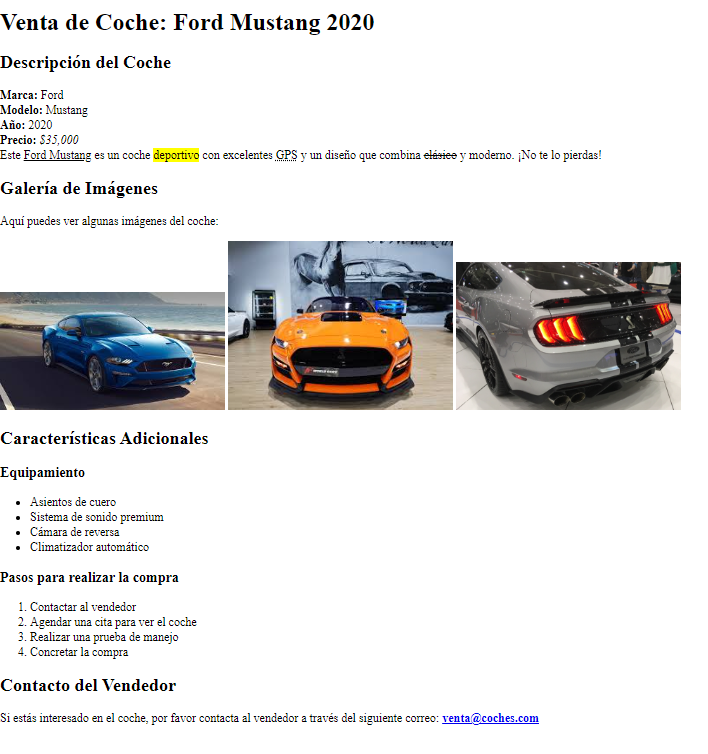 Venta de Coche: Ford Mustang 2020
Descripción del Coche
Marca: Ford
Modelo: Mustang
Año: 2020
Precio: $35,000
Este Ford Mustang es un coche deportivo con excelentes GPS y un diseño que combina clásico y moderno. ¡No te lo pierdas!
Galería de Imágenes
Aquí puedes ver algunas imágenes del coche:
Características Adicionales
Equipamiento
Asientos de cuero
Sistema de sonido premium
Cámara de reversa
Climatizador automático
Pasos para realizar la compra
1. Contactar al vendedor
2. Agendar una cita para ver el coche
3. Realizar una prueba de manejo
4. Concretar la compra
Contacto del Vendedor
Si estás interesado en el coche, por favor contacta al vendedor a través del siguiente correo: venta@coches.com